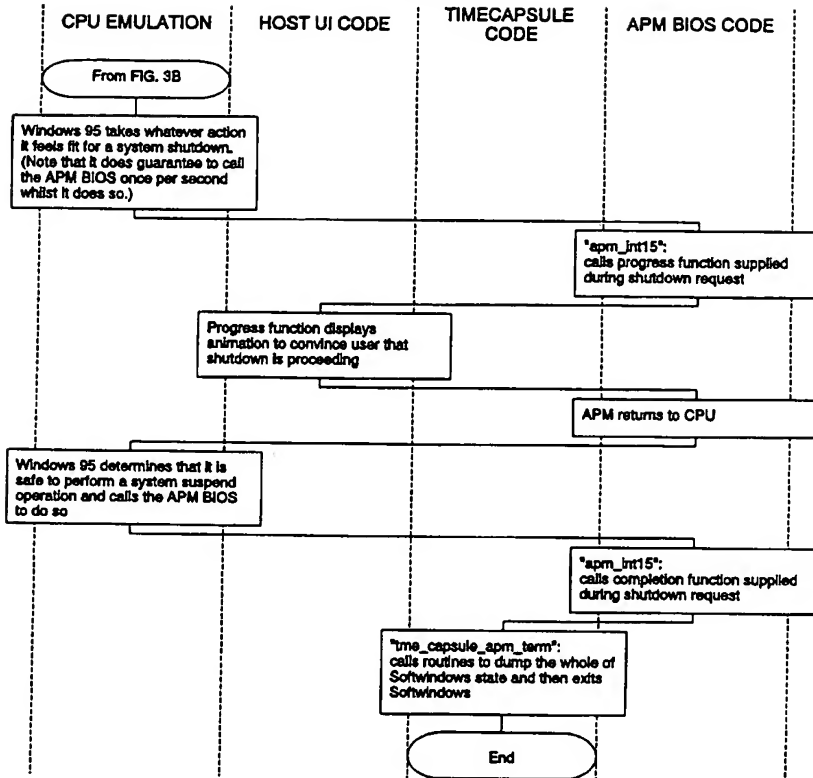 CPU EMULATION
HOST UI CODE
TIMECAPSULE
CODE
APM BIOS CODE
From FIG. 3B
Windows 95 takes whatever action
it feels fit for a system shutdown.
(Note that it does guarantee to call
the APM BIOS once per second
whilst it does so.)
"apm_int15":
calls progress function supplied
during shutdown request
Progress function displays
animation to convince user that
shutdown is proceeding
APM returns to CPU
Windows 95 determines that it is
safe to perform a system suspend
operation and calls the APM BIOS
to do so
"apm_int15":
calls completion function supplied
during shutdown request
"tme_capsule_apm_term":
calls routines to dump the whole of
Softwindows state and then exits
Softwindows
End